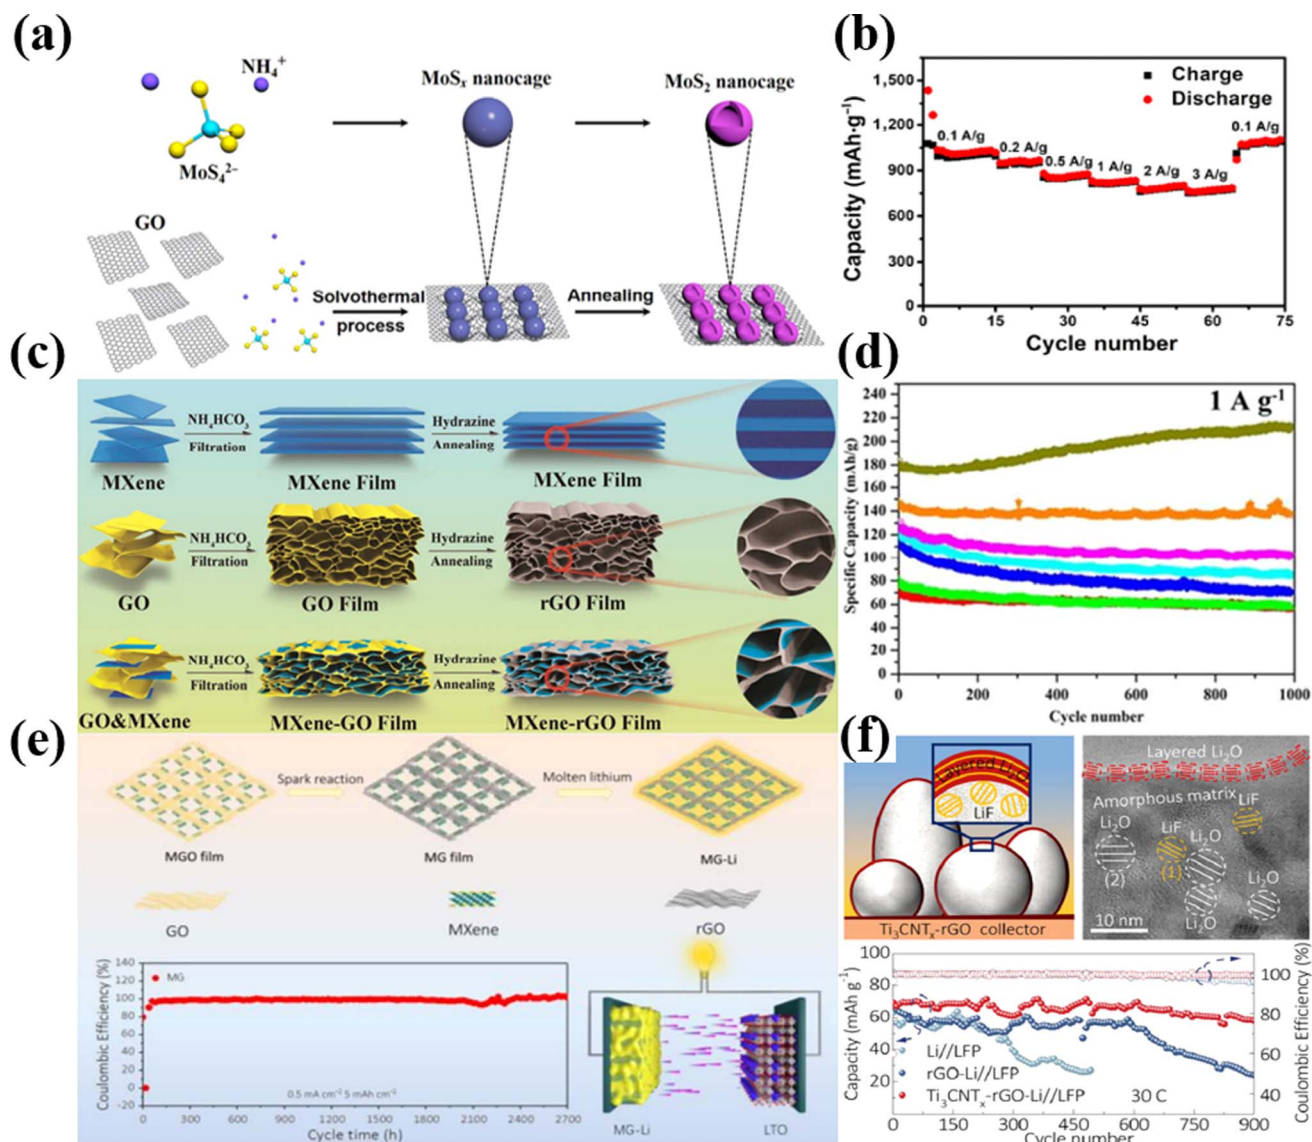 (a)
NH₄⁺
MoS₄²⁻
MoSₓ nanocage
MoS₂ nanocage
GO
Solvothermal
process
Annealing
(b)
Charge
Discharge
0.1 A/g
0.2 A/g
0.5 A/g
1 A/g
2 A/g
3 A/g
0.1 A/g
Capacity (mAh·g⁻¹)
1,500
1,200
900
600
300
0
0
15
30
45
60
75
Cycle number
(c)
MXene
NH₄HCO₃
Filtration
MXene Film
Hydrazine
Annealing
MXene Film
GO
NH₄HCO₃
Filtration
GO Film
Hydrazine
Annealing
rGO Film
GO&MXene
NH₄HCO₃
Filtration
MXene-GO Film
Hydrazine
Annealing
MXene-rGO Film
(d)
1 A g⁻¹
Specific Capacity (mAh/g)
240
220
200
180
160
140
120
100
80
60
40
20
0
0
200
400
600
800
1000
Cycle number
(e)
Spark reaction
Molten lithium
MGO film
MG film
MG-Li
GO
MXene
rGO
MG
Coulombic Efficiency (%)
140
120
100
80
60
40
20
0
-20
0.5 mA cm⁻² 5 mAh cm⁻²
0
300
600
900
1200
1500
1800
2100
2400
2700
Cycle time (h)
MG-Li
LTO
(f)
Layered Li₂O
LiF
Ti₃CNTₓ-rGO collector
Layered Li₂O
Amorphous matrix
LiF
Li₂O
LiF
Li₂O
(1)
(2)
Li₂O
Li₂O
10 nm
Capacity (mAh g⁻¹)
100
80
60
40
20
Li//LFP
rGO-Li//LFP
Ti₃CNTₓ-rGO-Li//LFP
30 C
100
90
80
70
60
50
40
Coulombic Efficiency (%)
0
150
300
450
600
750
900
Cycle number